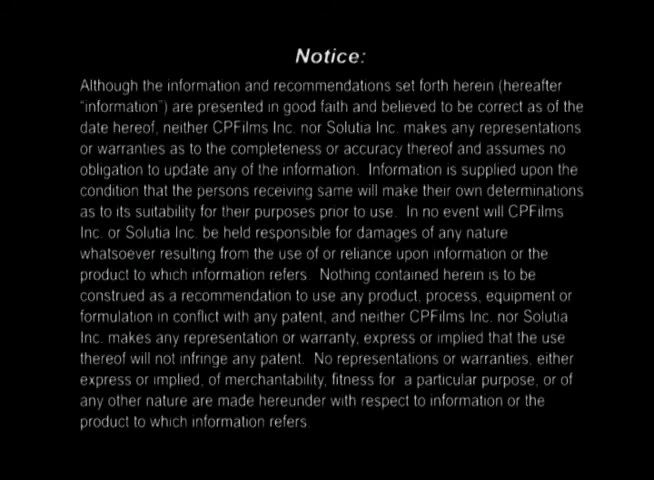 Notice:
Although the information and recommendations set forth herein (hereafter
"information") are presented in good faith and believed to be correct as of the
date hereof, neither CPFilms Inc. nor Solutia Inc. makes any representations
or warranties as to the completeness or accuracy thereof and assumes no
obligation to update any of the information. Information is supplied upon the
condition that the persons receiving same will make their own determinations
as to its suitability for their purposes prior to use. In no event will CPFilms
Inc. or Solutia Inc. be held responsible for damages of any nature
whatsoever resulting from the use of or reliance upon information or the
product to which information refers. Nothing contained herein is to be
construed as a recommendation to use any product, process, equipment or
formulation in conflict with any patent, and neither CPFilms Inc. nor Solutia
Inc. makes any representation or warranty, express or implied that the use
thereof will not infringe any patent. No representations or warranties, either
express or implied, of merchantability, fitness for a particular purpose, or of
any other nature are made hereunder with respect to information or the
product to which information refers.